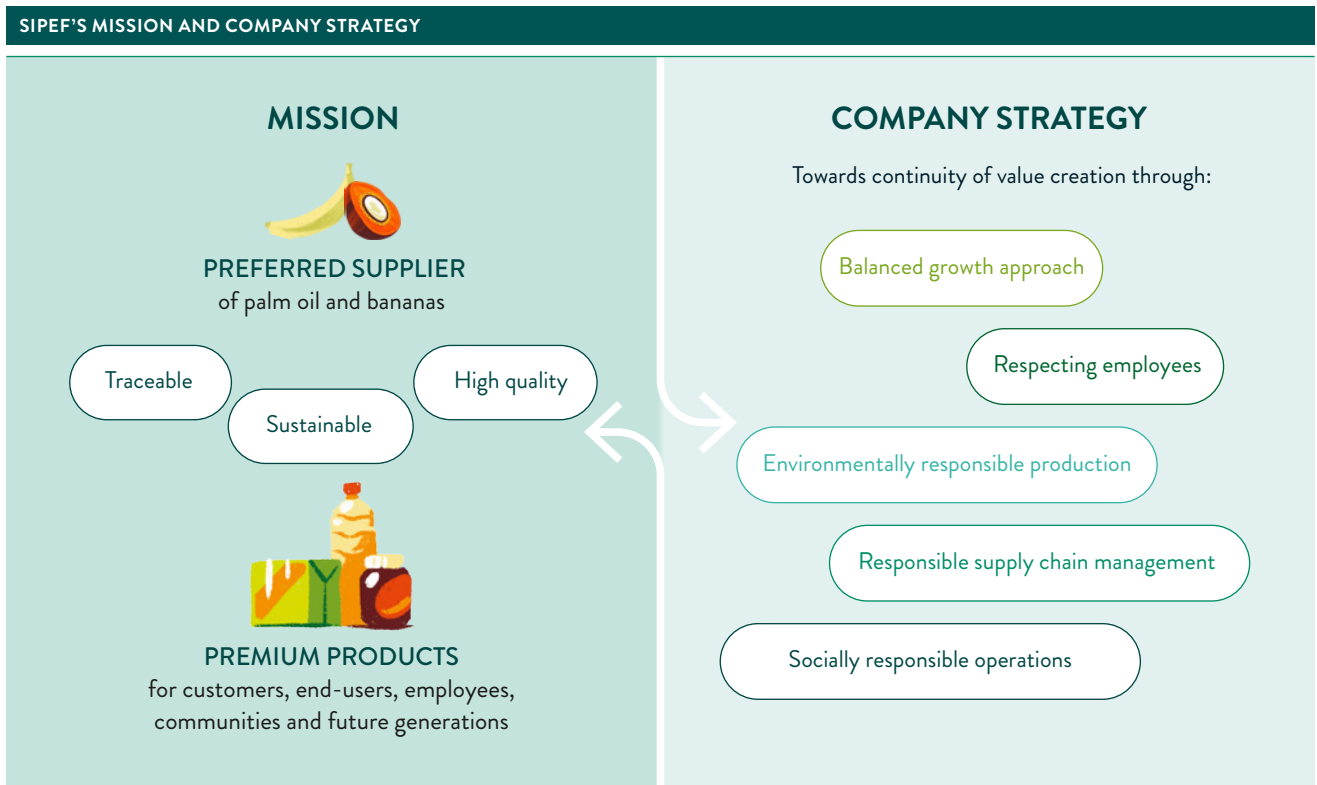 SIPEF'S MISSION AND COMPANY STRATEGY
MISSION
PREFERRED SUPPLIER
of palm oil and bananas
Traceable
Sustainable
High quality
PREMIUM PRODUCTS
for customers, end-users, employees,
communities and future generations
COMPANY STRATEGY
Towards continuity of value creation through:
Balanced growth approach
Respecting employees
Environmentally responsible production
Responsible supply chain management
Socially responsible operations